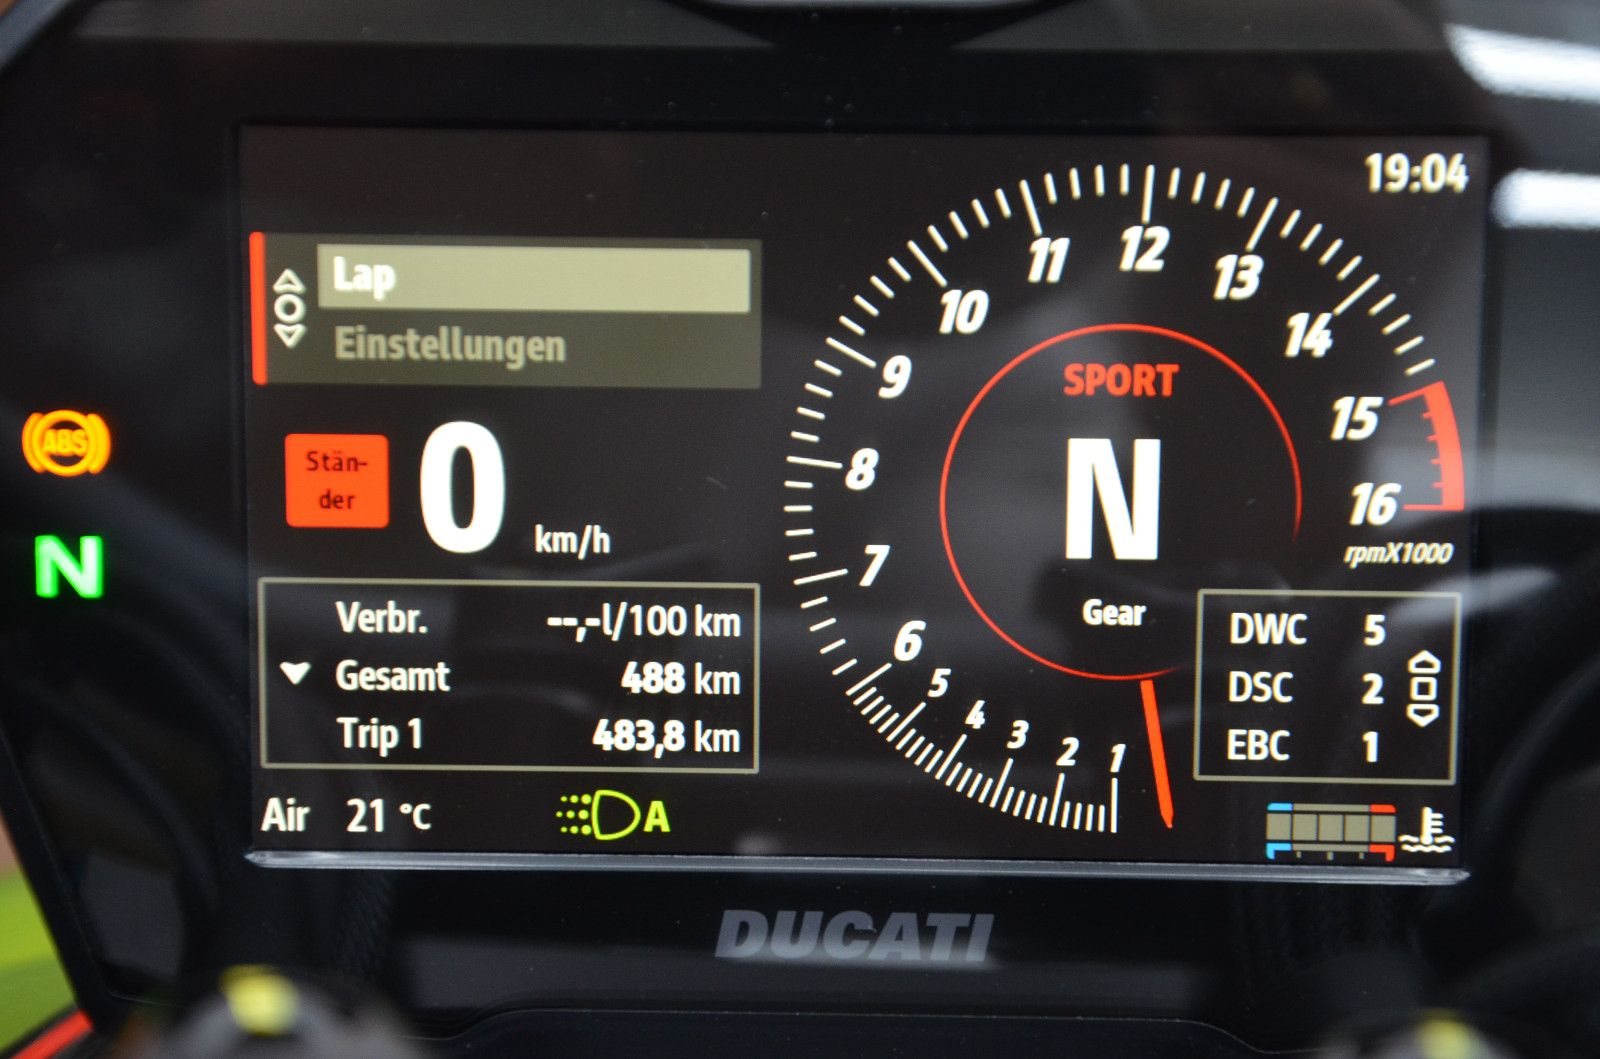 19:04
Lap
Einstellungen
ABS
N
Stän-
der
0 km/h
Verbr. --,-l/100 km
Gesamt 488 km
Trip 1 483,8 km
Air 21 °C
A
1
2
3
4
5
6
7
8
9
10
11
12
13
14
15
16
rpmX1000
SPORT
N
Gear
DWC 5
DSC 2
EBC 1
DUCATI